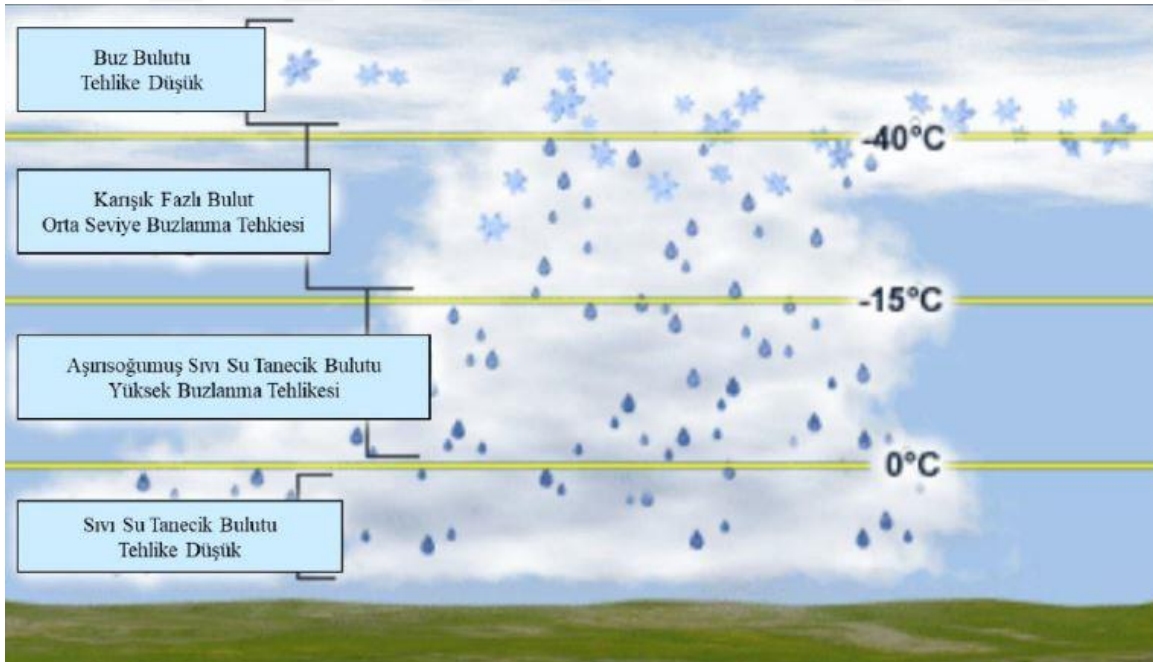 Buz Bulutu
Tehlike Düşük
-40°C
Karışık Fazlı Bulut
Orta Seviye Buzlanma Tehkiesi
-15°C
Aşırısoğumuş Sıvı Su Tanecik Bulutu
Yüksek Buzlanma Tehlikesi
0°C
Sıvı Su Tanecik Bulutu
Tehlike Düşük